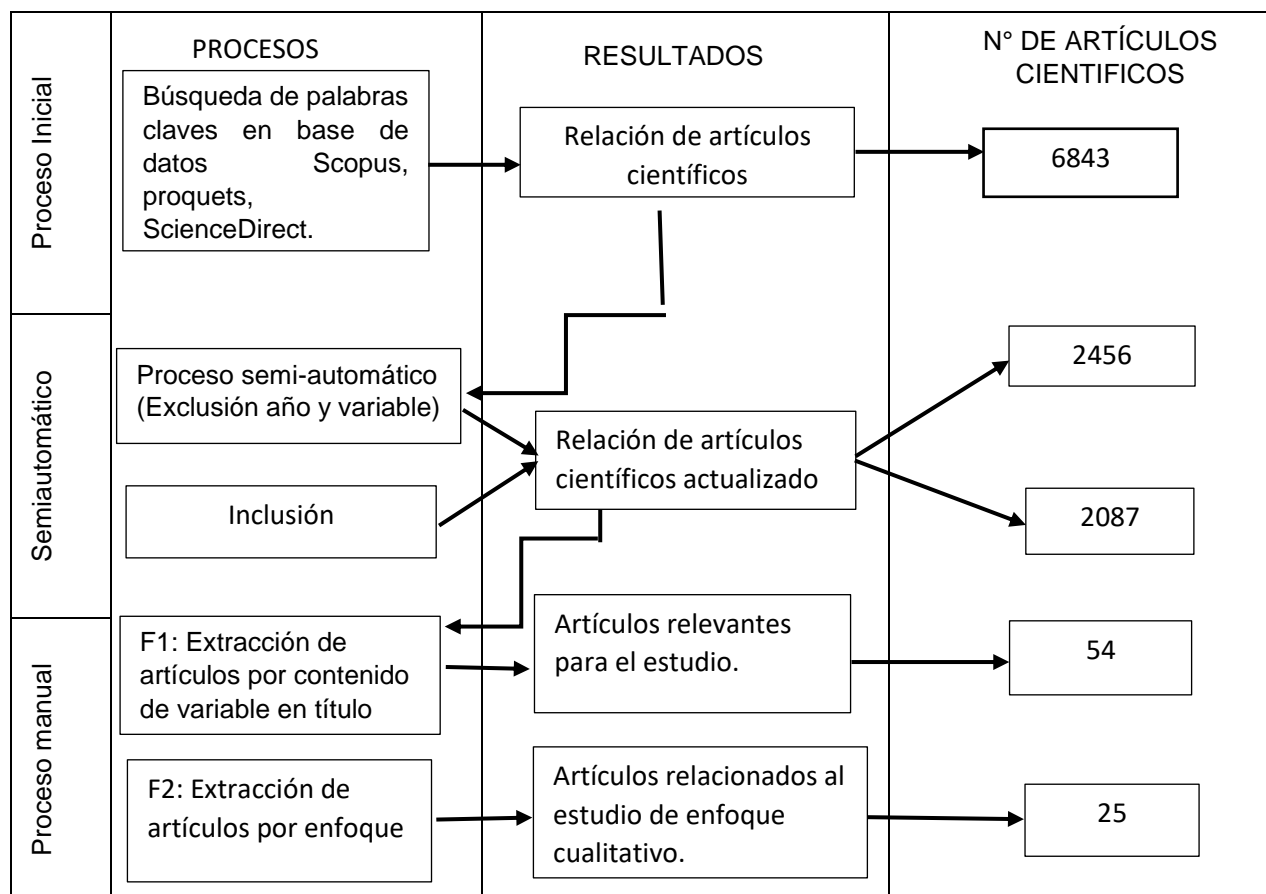 PROCESOS
RESULTADOS
N° DE ARTÍCULOS
CIENTIFICOS
Proceso Inicial
Búsqueda de palabras
claves en base de
datos Scopus,
proquets,
ScienceDirect.
Relación de artículos
científicos
6843
Semiautomático
Proceso semi-automático
(Exclusión año y variable)
Inclusión
Relación de artículos
científicos actualizado
2456
2087
Proceso manual
F1: Extracción de
artículos por contenido
de variable en título
Artículos relevantes
para el estudio.
54
F2: Extracción de
artículos por enfoque
Artículos relacionados al
estudio de enfoque
cualitativo.
25